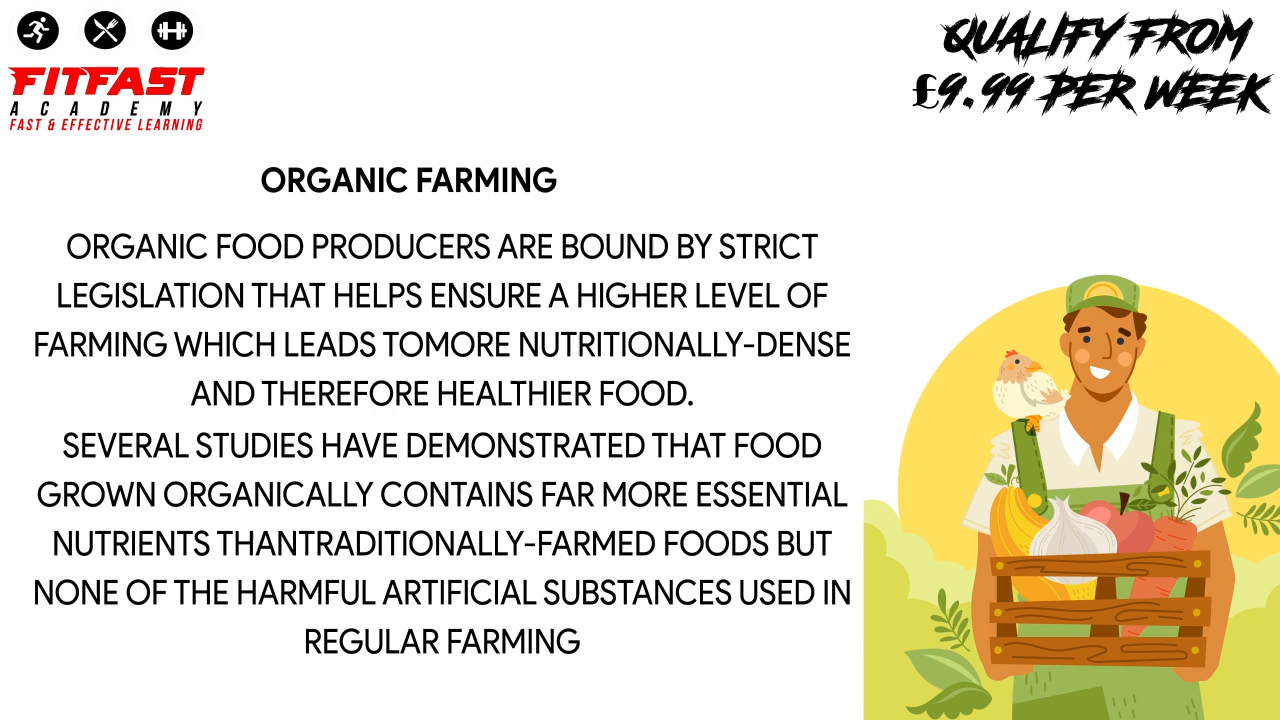 FITFAST
ACADEMY
FAST & EFFECTIVE LEARNING
QUALIFY FROM
£9.99 PER WEEK
ORGANIC FARMING
ORGANIC FOOD PRODUCERS ARE BOUND BY STRICT
LEGISLATION THAT HELPS ENSURE A HIGHER LEVEL OF
FARMING WHICH LEADS TOMORE NUTRITIONALLY-DENSE
AND THEREFORE HEALTHIER FOOD.
SEVERAL STUDIES HAVE DEMONSTRATED THAT FOOD
GROWN ORGANICALLY CONTAINS FAR MORE ESSENTIAL
NUTRIENTS THANTRADITIONALLY-FARMED FOODS BUT
NONE OF THE HARMFUL ARTIFICIAL SUBSTANCES USED IN
REGULAR FARMING